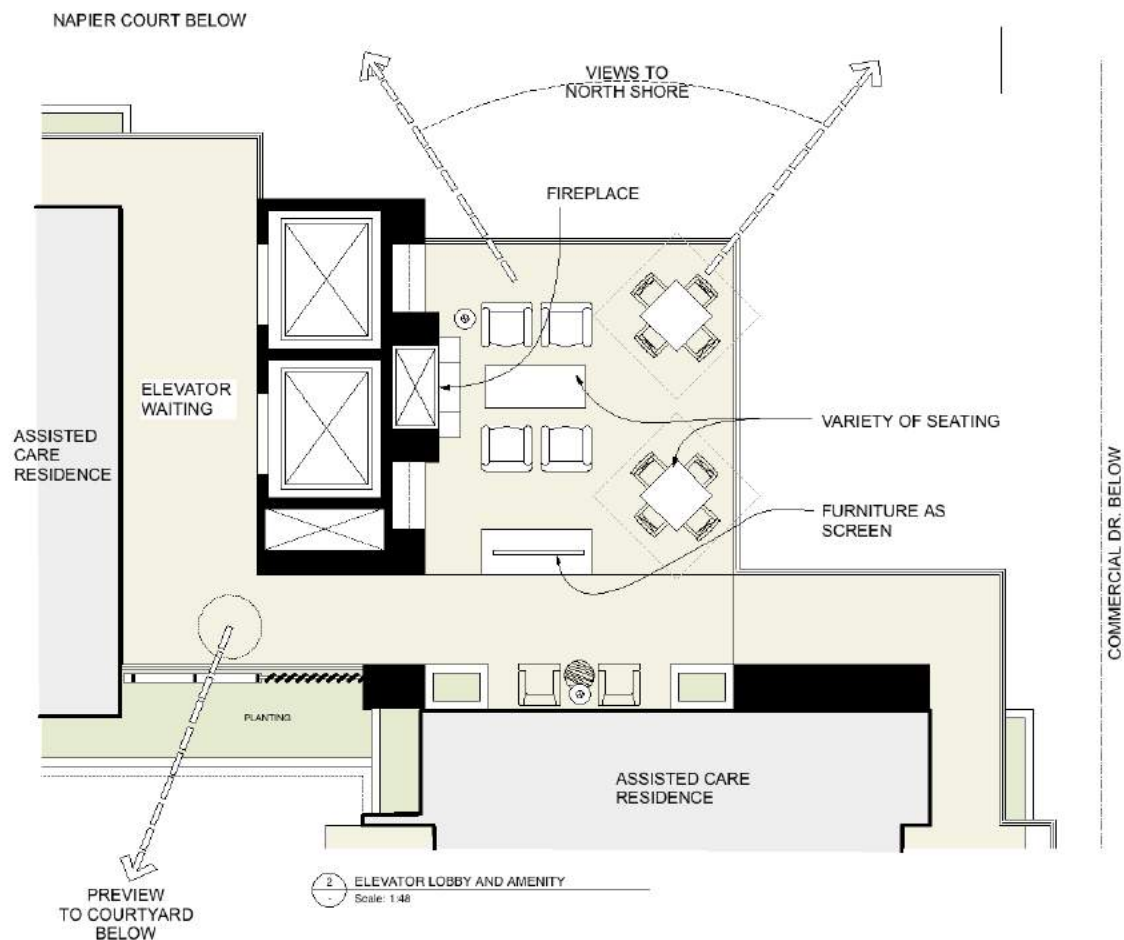 NAPIER COURT BELOW
VIEWS TO
NORTH SHORE
FIREPLACE
ELEVATOR
WAITING
ASSISTED
CARE
RESIDENCE
VARIETY OF SEATING
FURNITURE AS
SCREEN
COMMERCIAL DR. BELOW
PLANTING
ASSISTED CARE
RESIDENCE
PREVIEW
TO COURTYARD
BELOW
2
-
ELEVATOR LOBBY AND AMENITY
Scale: 1:48